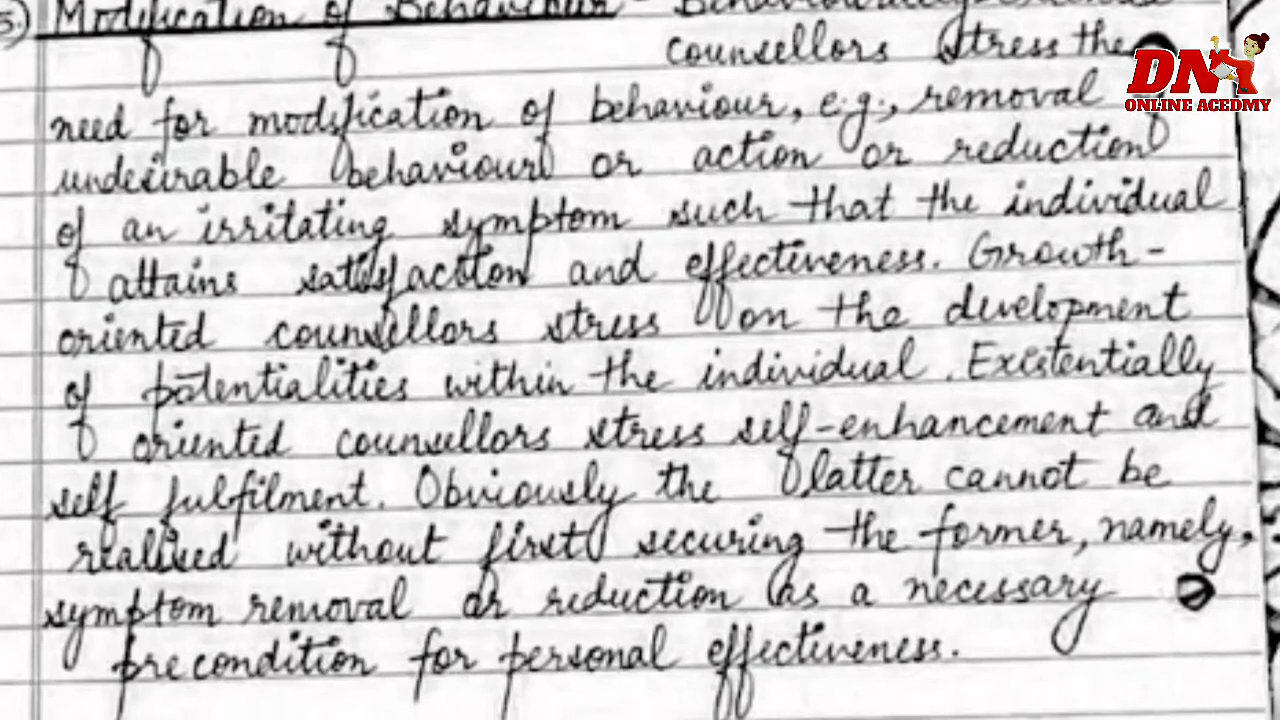 5) Modification of Behaviour - Behaviourally oriented
counsellors stress the
need for modification of behaviour, e.g., removal of
undesirable behaviour or action or reduction
of an irritating symptom such that the individual
attains satisfaction and effectiveness. Growth-
oriented counsellors stress on the development
of potentialities within the individual. Existentially
oriented counsellors stress self-enhancement and
self fulfilment. Obviously the latter cannot be
realised without first securing the former, namely,
symptom removal or reduction as a necessary
precondition for personal effectiveness.
DNA
ONLINE ACEDMY